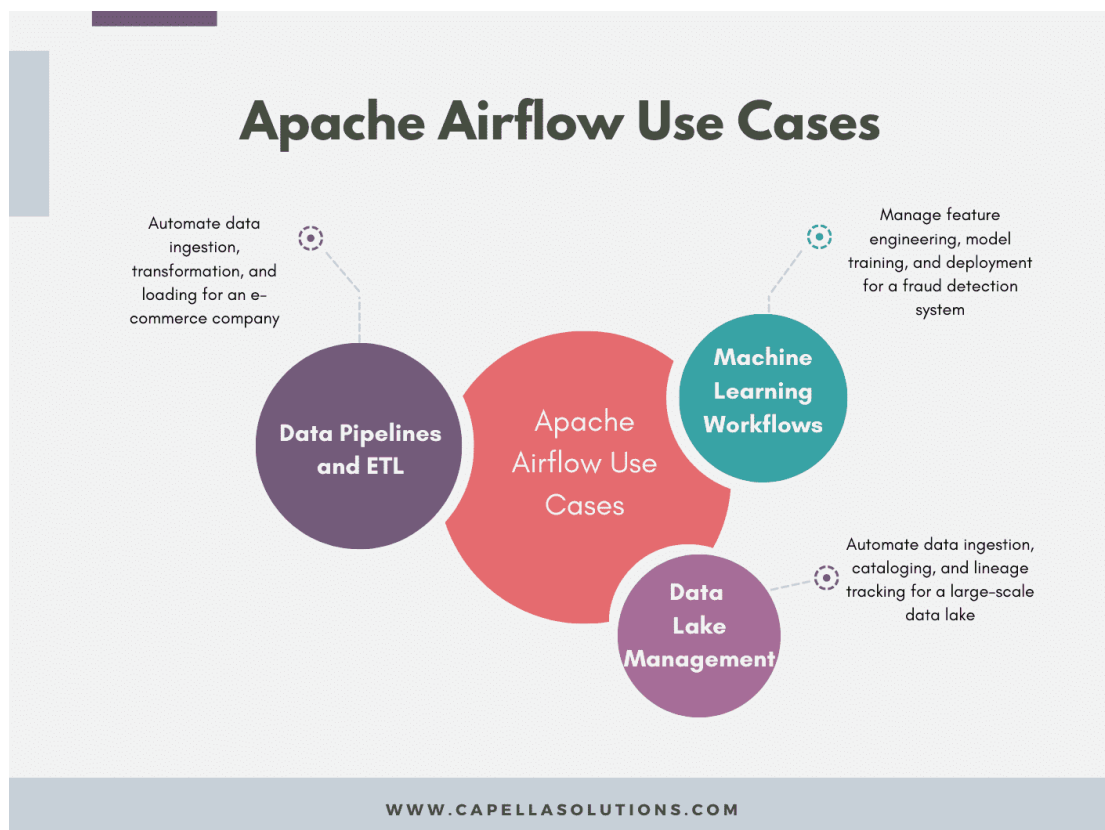 Apache Airflow Use Cases
Automate data
ingestion,
transformation, and
loading for an e-
commerce company
Manage feature
engineering, model
training, and deployment
for a fraud detection
system
Data Pipelines
and ETL
Apache
Airflow Use
Cases
Machine
Learning
Workflows
Data
Lake
Management
Automate data ingestion,
cataloging, and lineage
tracking for a large-scale
data lake
WWW.CAPELLASOLUTIONS.COM